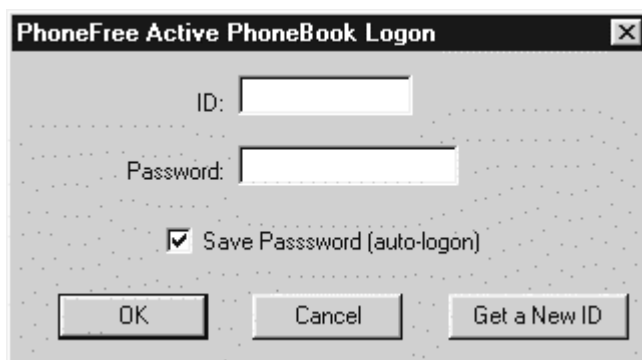 PhoneFree Active PhoneBook Logon
ID:
Password:
Save Passsword (auto-logon)
OK Cancel Get a New ID